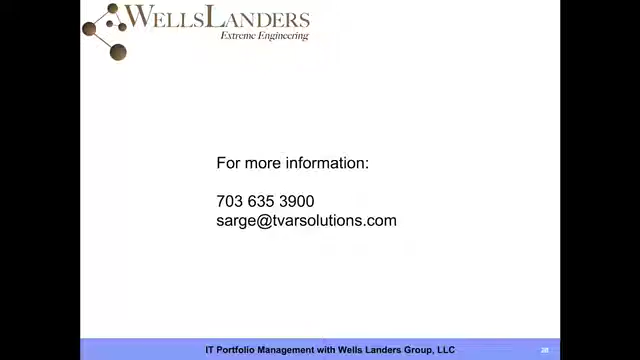 WELLSLANDERS
Extreme Engineering
For more information:
703 635 3900
sarge@tvarsolutions.com
IT Portfolio Management with Wells Landers Group, LLC